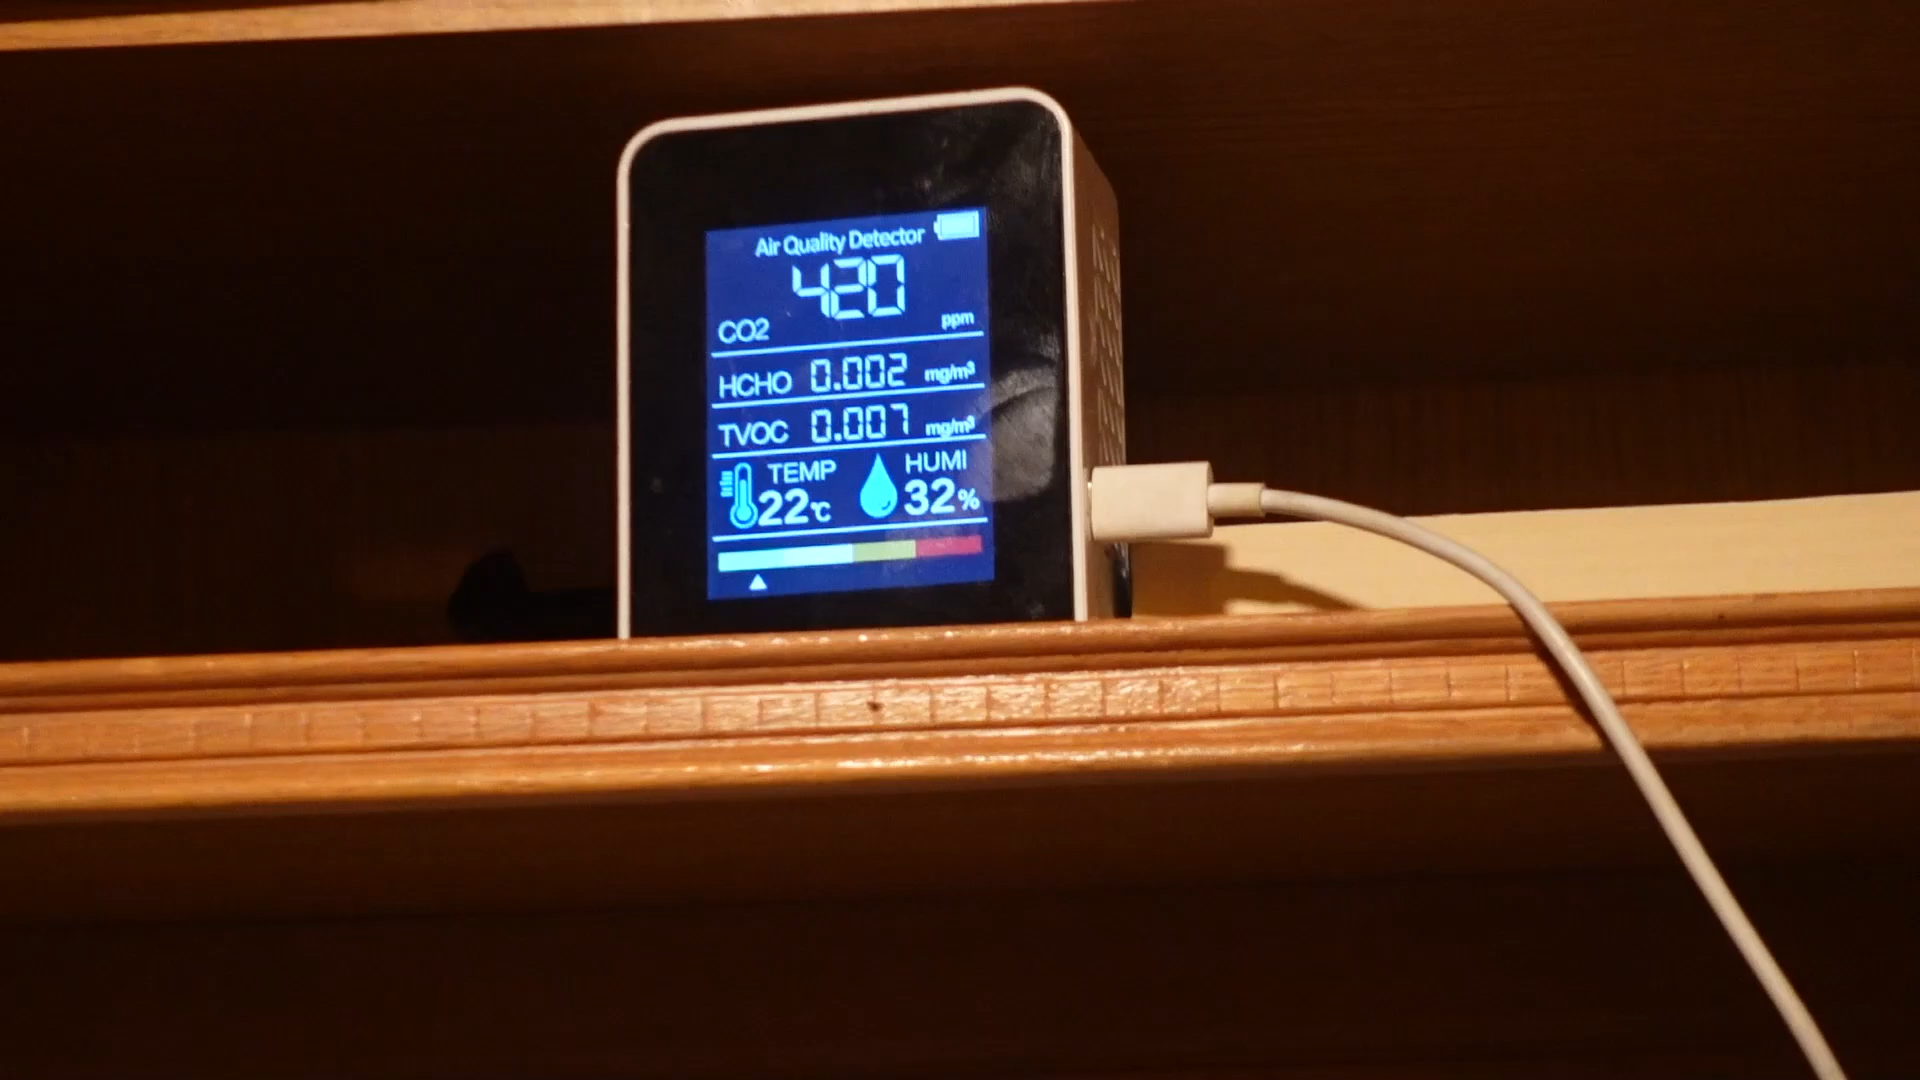 Air Quality Detector
420
CO2 ppm
HCHO 0.002 mg/m³
TVOC 0.007 mg/m³
TEMP HUMI
22°C 32%